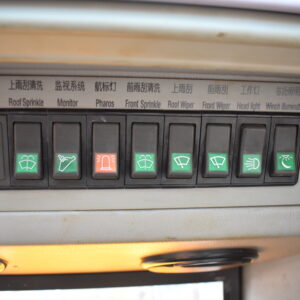 上雨刮清洗 监视系统 航标灯 前雨刮清洗 上雨刮 前雨刮 工作灯
Roof Sprinkle Monitor Pharos Front Sprinkle Roof Wiper Front Wiper Head light Winch Illuminate